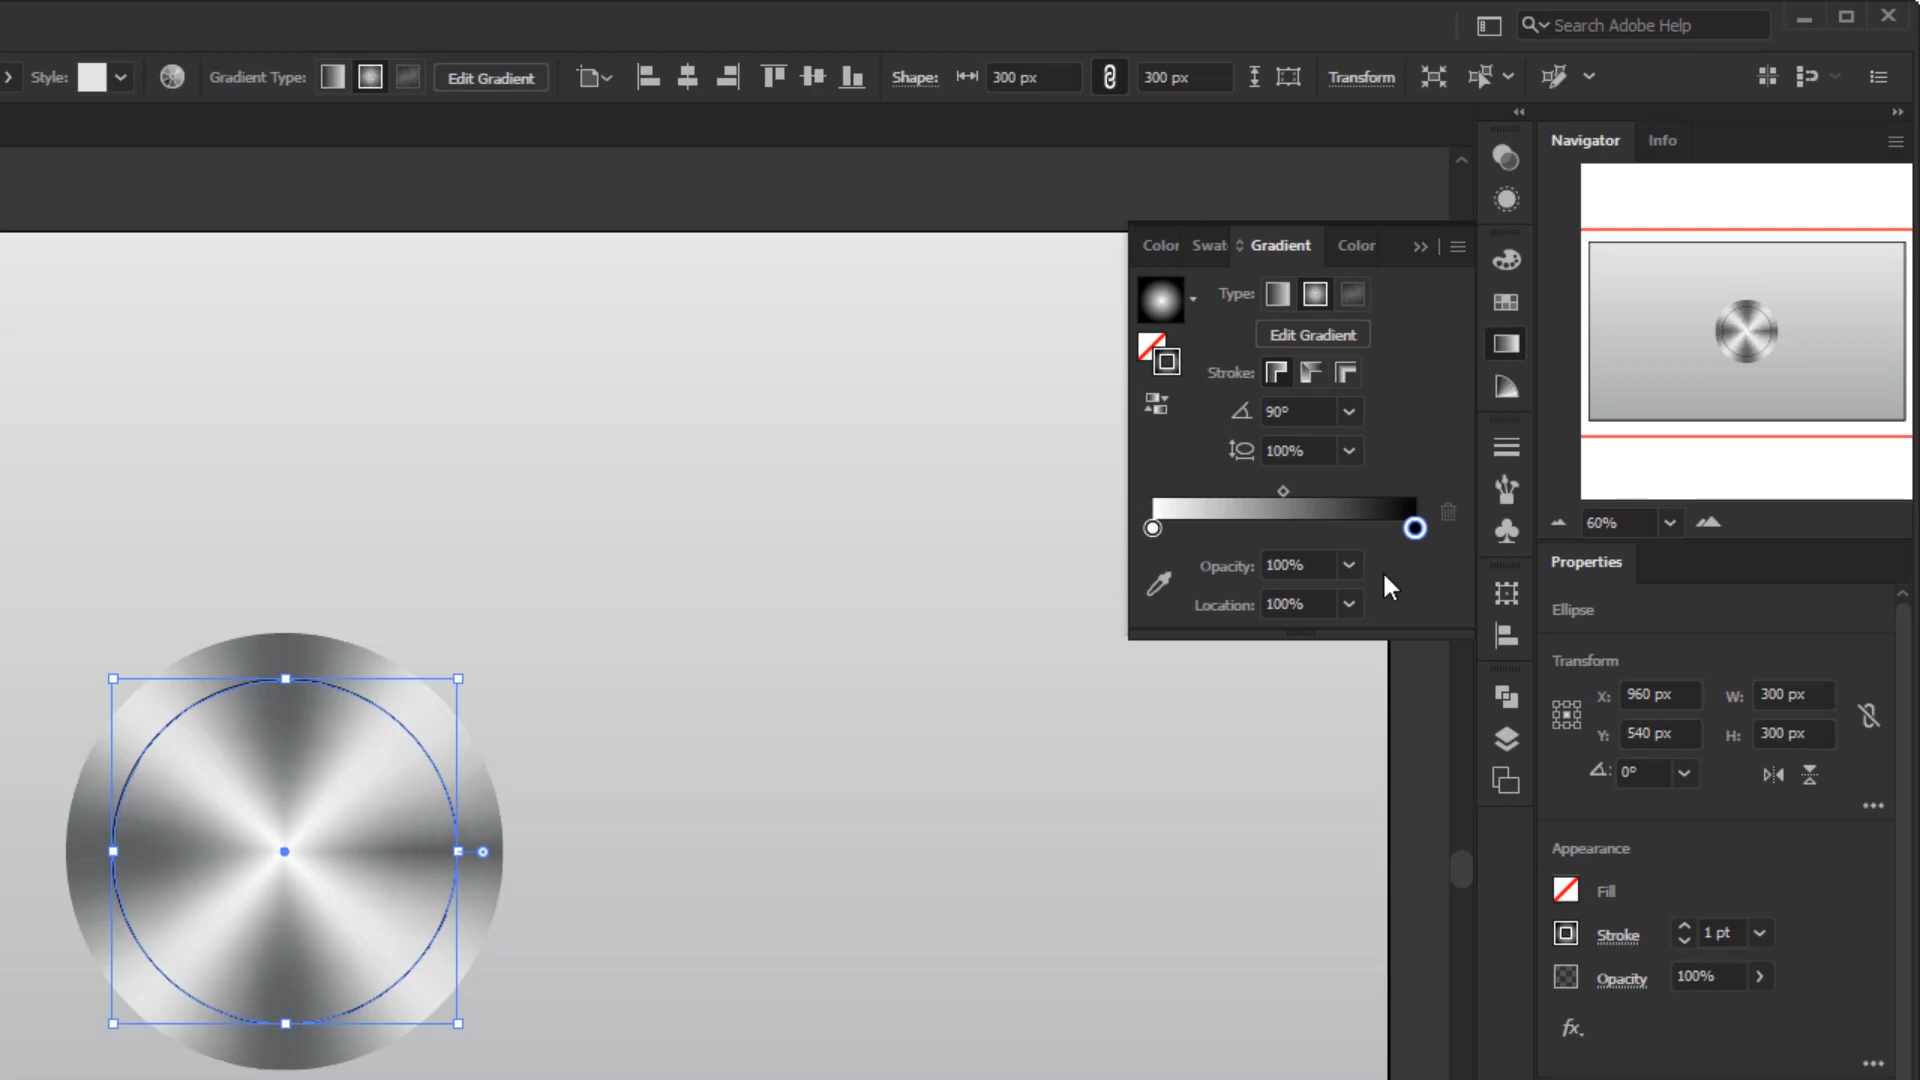 Search Adobe Help
Style:
Gradient Type:
Edit Gradient
Shape:
300 px
300 px
Transform
Navigator
Info
Color
Swat
Gradient
Color
Type:
Edit Gradient
Stroke:
90°
100%
Opacity:
100%
Location:
100%
60%
Properties
Ellipse
Transform
X:
960 px
W:
300 px
Y:
540 px
H:
300 px
0°
Appearance
Fill
Stroke
1 pt
Opacity
100%
fx.